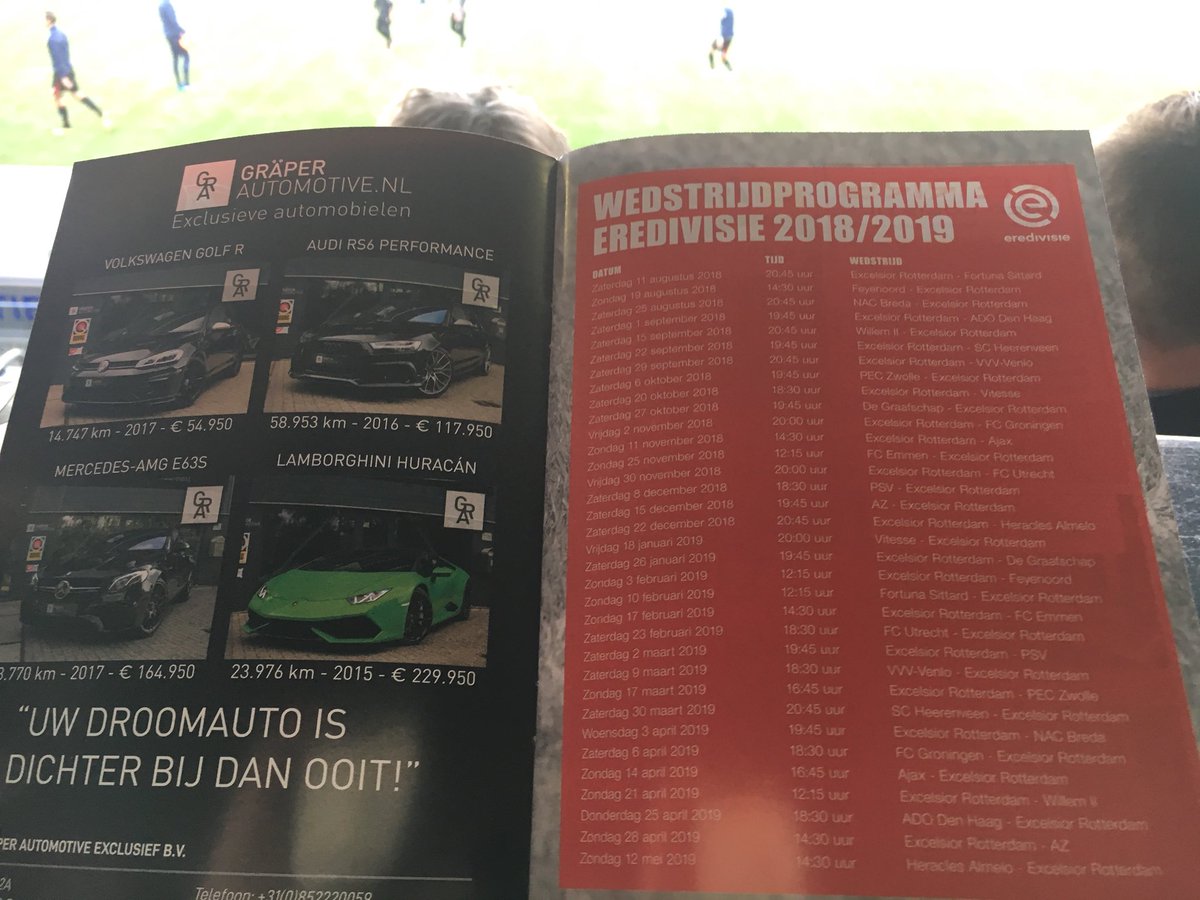 GRA
GRÄPER
AUTOMOTIVE.NL
Exclusieve automobielen
VOLKSWAGEN GOLF R
AUDI RS6 PERFORMANCE
GRA
GRA
14.747 km - 2017 - € 54.950
58.953 km - 2016 - € 117.950
MERCEDES-AMG E63S
LAMBORGHINI HURACÁN
GRA
GRA
.770 km - 2017 - € 164.950
23.976 km - 2015 - € 229.950
“UW DROOMAUTO IS
DICHTER BIJ DAN OOIT!”
PER AUTOMOTIVE EXCLUSIEF B.V.
2A
Telefoon: +31(0)852220059
WEDSTRIJDPROGRAMMA
EREDIVISIE 2018/2019
eredivisie
DATUM TIJD WEDSTRIJD
Zaterdag 11 augustus 2018 20:45 uur Excelsior Rotterdam - Fortuna Sittard
Zondag 19 augustus 2018 14:30 uur Feyenoord - Excelsior Rotterdam
Zaterdag 25 augustus 2018 20:45 uur NAC Breda - Excelsior Rotterdam
Zaterdag 1 september 2018 19:45 uur Excelsior Rotterdam - ADO Den Haag
Zaterdag 15 september 2018 20:45 uur Willem II - Excelsior Rotterdam
Zaterdag 22 september 2018 19:45 uur Excelsior Rotterdam - SC Heerenveen
Zaterdag 29 september 2018 20:45 uur Excelsior Rotterdam - VVV-Venlo
Zaterdag 6 oktober 2018 19:45 uur PEC Zwolle - Excelsior Rotterdam
Zaterdag 20 oktober 2018 18:30 uur Excelsior Rotterdam - Vitesse
Zaterdag 27 oktober 2018 19:45 uur De Graafschap - Excelsior Rotterdam
Vrijdag 2 november 2018 20:00 uur Excelsior Rotterdam - FC Groningen
Zondag 11 november 2018 14:30 uur Excelsior Rotterdam - Ajax
Zondag 25 november 2018 12:15 uur FC Emmen - Excelsior Rotterdam
Vrijdag 30 november 2018 20:00 uur Excelsior Rotterdam - FC Utrecht
Zaterdag 8 december 2018 18:30 uur PSV - Excelsior Rotterdam
Zaterdag 15 december 2018 19:45 uur AZ - Excelsior Rotterdam
Zaterdag 22 december 2018 20:45 uur Excelsior Rotterdam - Heracles Almelo
Vrijdag 18 januari 2019 20:00 uur Vitesse - Excelsior Rotterdam
Zaterdag 26 januari 2019 19:45 uur Excelsior Rotterdam - De Graafschap
Zondag 3 februari 2019 12:15 uur Excelsior Rotterdam - Feyenoord
Zondag 10 februari 2019 12:15 uur Fortuna Sittard - Excelsior Rotterdam
Zondag 17 februari 2019 14:30 uur Excelsior Rotterdam - FC Emmen
Zaterdag 23 februari 2019 18:30 uur FC Utrecht - Excelsior Rotterdam
Zaterdag 2 maart 2019 19:45 uur Excelsior Rotterdam - PSV
Zaterdag 9 maart 2019 18:30 uur VVV-Venlo - Excelsior Rotterdam
Zondag 17 maart 2019 16:45 uur Excelsior Rotterdam - PEC Zwolle
Zaterdag 30 maart 2019 20:45 uur SC Heerenveen - Excelsior Rotterdam
Woensdag 3 april 2019 19:45 uur Excelsior Rotterdam - NAC Breda
Zaterdag 6 april 2019 18:30 uur FC Groningen - Excelsior Rotterdam
Zondag 14 april 2019 16:45 uur Ajax - Excelsior Rotterdam
Zondag 21 april 2019 12:15 uur Excelsior Rotterdam - Willem II
Donderdag 25 april 2019 18:30 uur ADO Den Haag - Excelsior Rotterdam
Zondag 28 april 2019 14:30 uur Excelsior Rotterdam - AZ
Zondag 12 mei 2019 14:30 uur Heracles Almelo - Excelsior Rotterdam